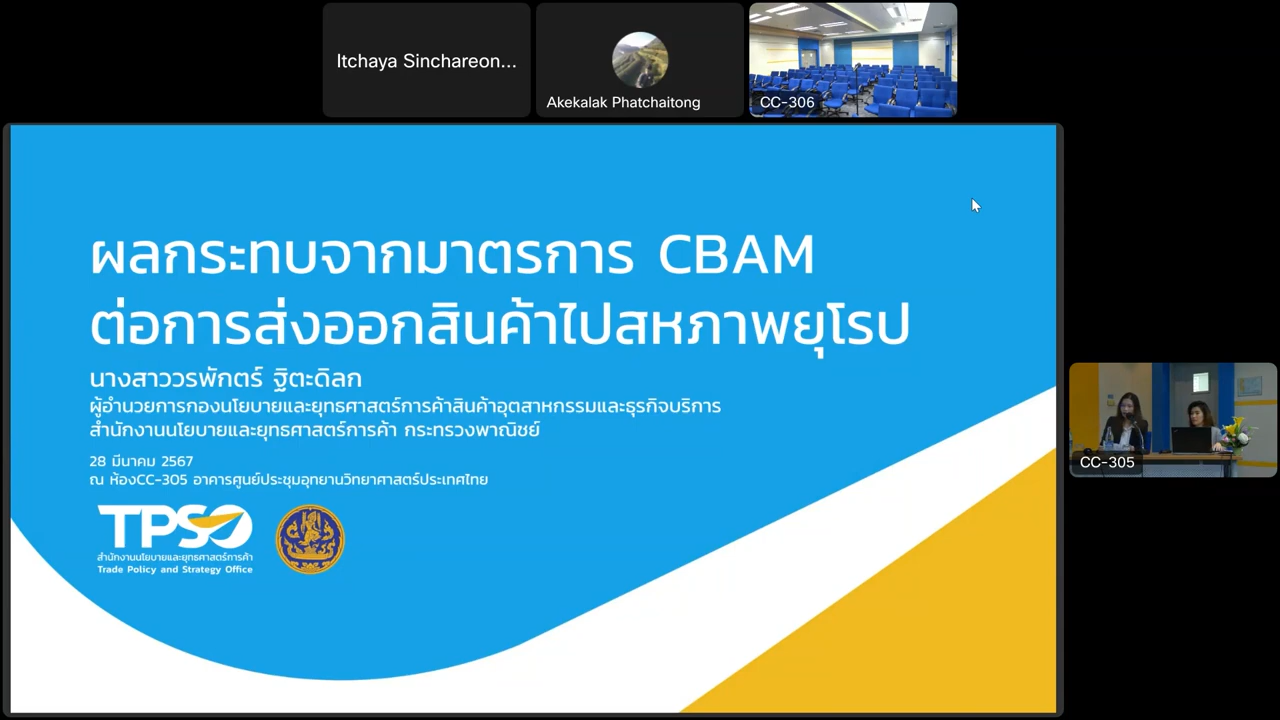 Itchaya Sinchareon...
Akekalak Phatchaitong
CC-306
ผลกระทบจากมาตรการ CBAM
ต่อการส่งออกสินค้าไปสหภาพยุโรป
นางสาววรพักตร์ ฐิตะดิลก
ผู้อำนวยการกองนโยบายและยุทธศาสตร์การค้าสินค้าอุตสาหกรรมและธุรกิจบริการ
สำนักงานนโยบายและยุทธศาสตร์การค้า กระทรวงพาณิชย์
28 มีนาคม 2567
ณ ห้องCC-305 อาคารศูนย์ประชุมอุทยานวิทยาศาสตร์ประเทศไทย
TPSO
สำนักงานนโยบายและยุทธศาสตร์การค้า
Trade Policy and Strategy Office
CC-305